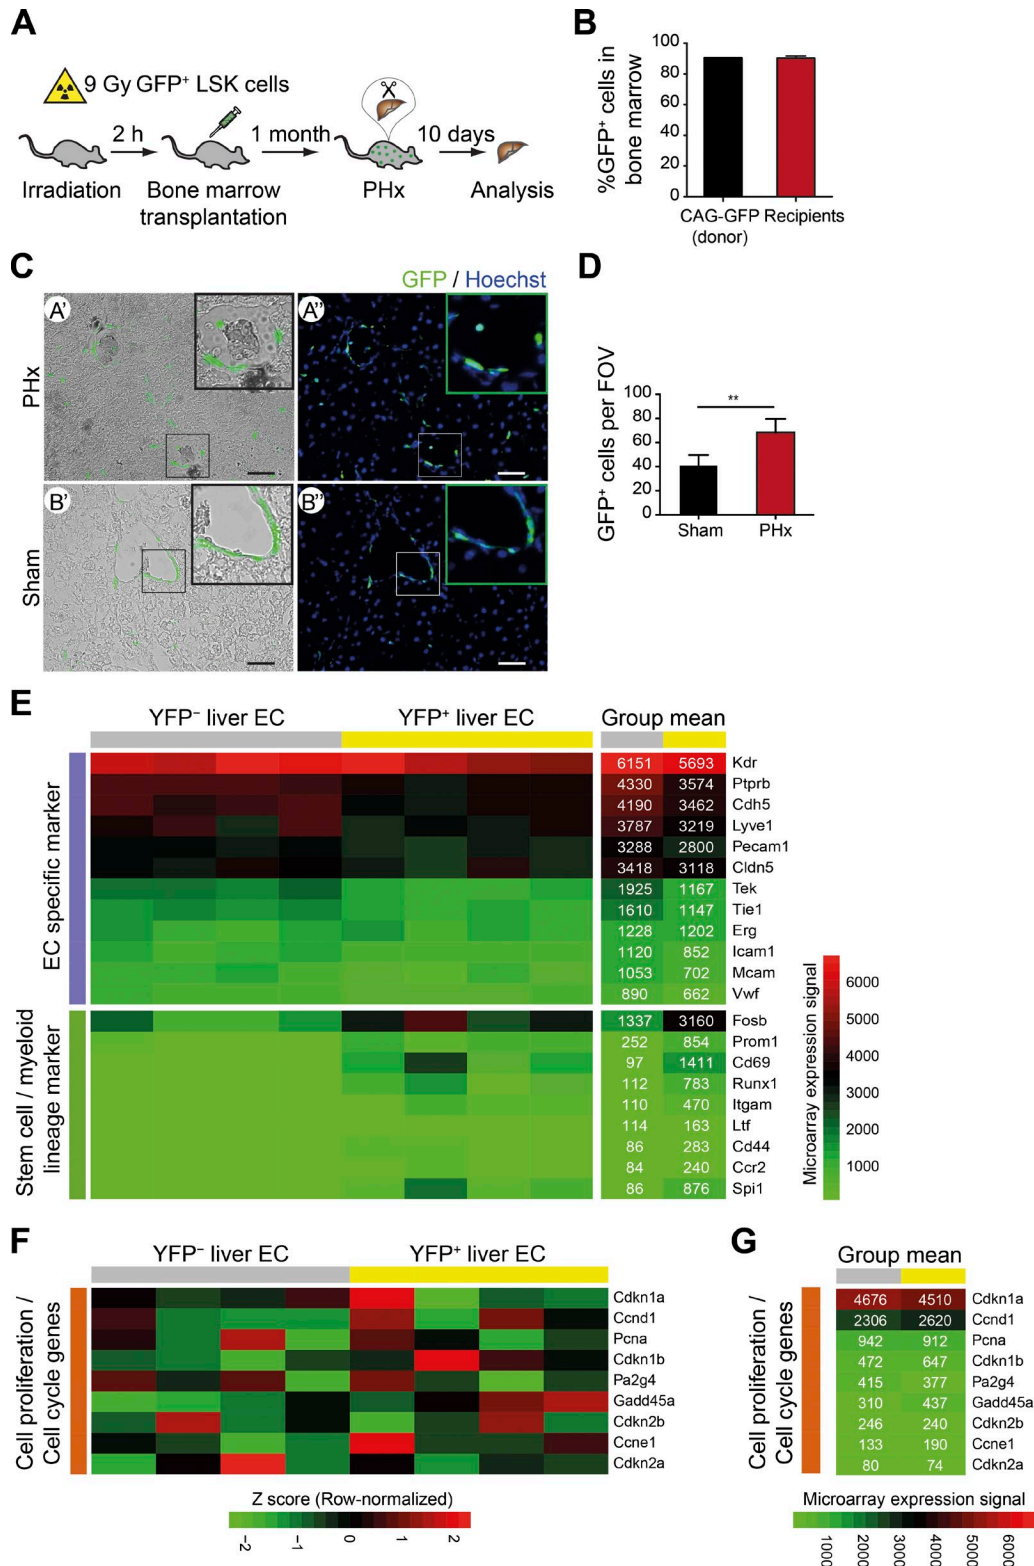 A
9 Gy GFP⁺ LSK cells
2 h
1 month
10 days
Irradiation
Bone marrow
transplantation
PHx
Analysis
B
%GFP⁺ cells in
bone marrow
100
80
60
40
20
0
CAG-GFP
(donor)
Recipients
C
GFP / Hoechst
PHx
A'
A"
Sham
B'
B"
D
GFP⁺ cells per FOV
100
80
60
40
20
0
**
Sham
PHx
E
YFP⁻ liver EC
YFP⁺ liver EC
Group mean
EC specific marker
6151 5693 Kdr
4330 3574 Ptprb
4190 3462 Cdh5
3787 3219 Lyve1
3288 2800 Pecam1
3418 3118 Cldn5
1925 1167 Tek
1610 1147 Tie1
1228 1202 Erg
1120 852 Icam1
1053 702 Mcam
890 662 Vwf
Stem cell / myeloid
lineage marker
1337 3160 Fosb
252 854 Prom1
97 1411 Cd69
112 783 Runx1
110 470 Itgam
114 163 Ltf
86 283 Cd44
84 240 Ccr2
86 876 Spi1
Microarray expression signal
6000
5000
4000
3000
2000
1000
F
YFP⁻ liver EC
YFP⁺ liver EC
Cell proliferation /
Cell cycle genes
Cdkn1a
Ccnd1
Pcna
Cdkn1b
Pa2g4
Gadd45a
Cdkn2b
Ccne1
Cdkn2a
Z score (Row-normalized)
−2
−1
0
1
2
G
Group mean
Cell proliferation /
Cell cycle genes
4676 4510 Cdkn1a
2306 2620 Ccnd1
942 912 Pcna
472 647 Cdkn1b
415 377 Pa2g4
310 437 Gadd45a
246 240 Cdkn2b
133 190 Ccne1
80 74 Cdkn2a
Microarray expression signal
1000
2000
3000
4000
5000
6000